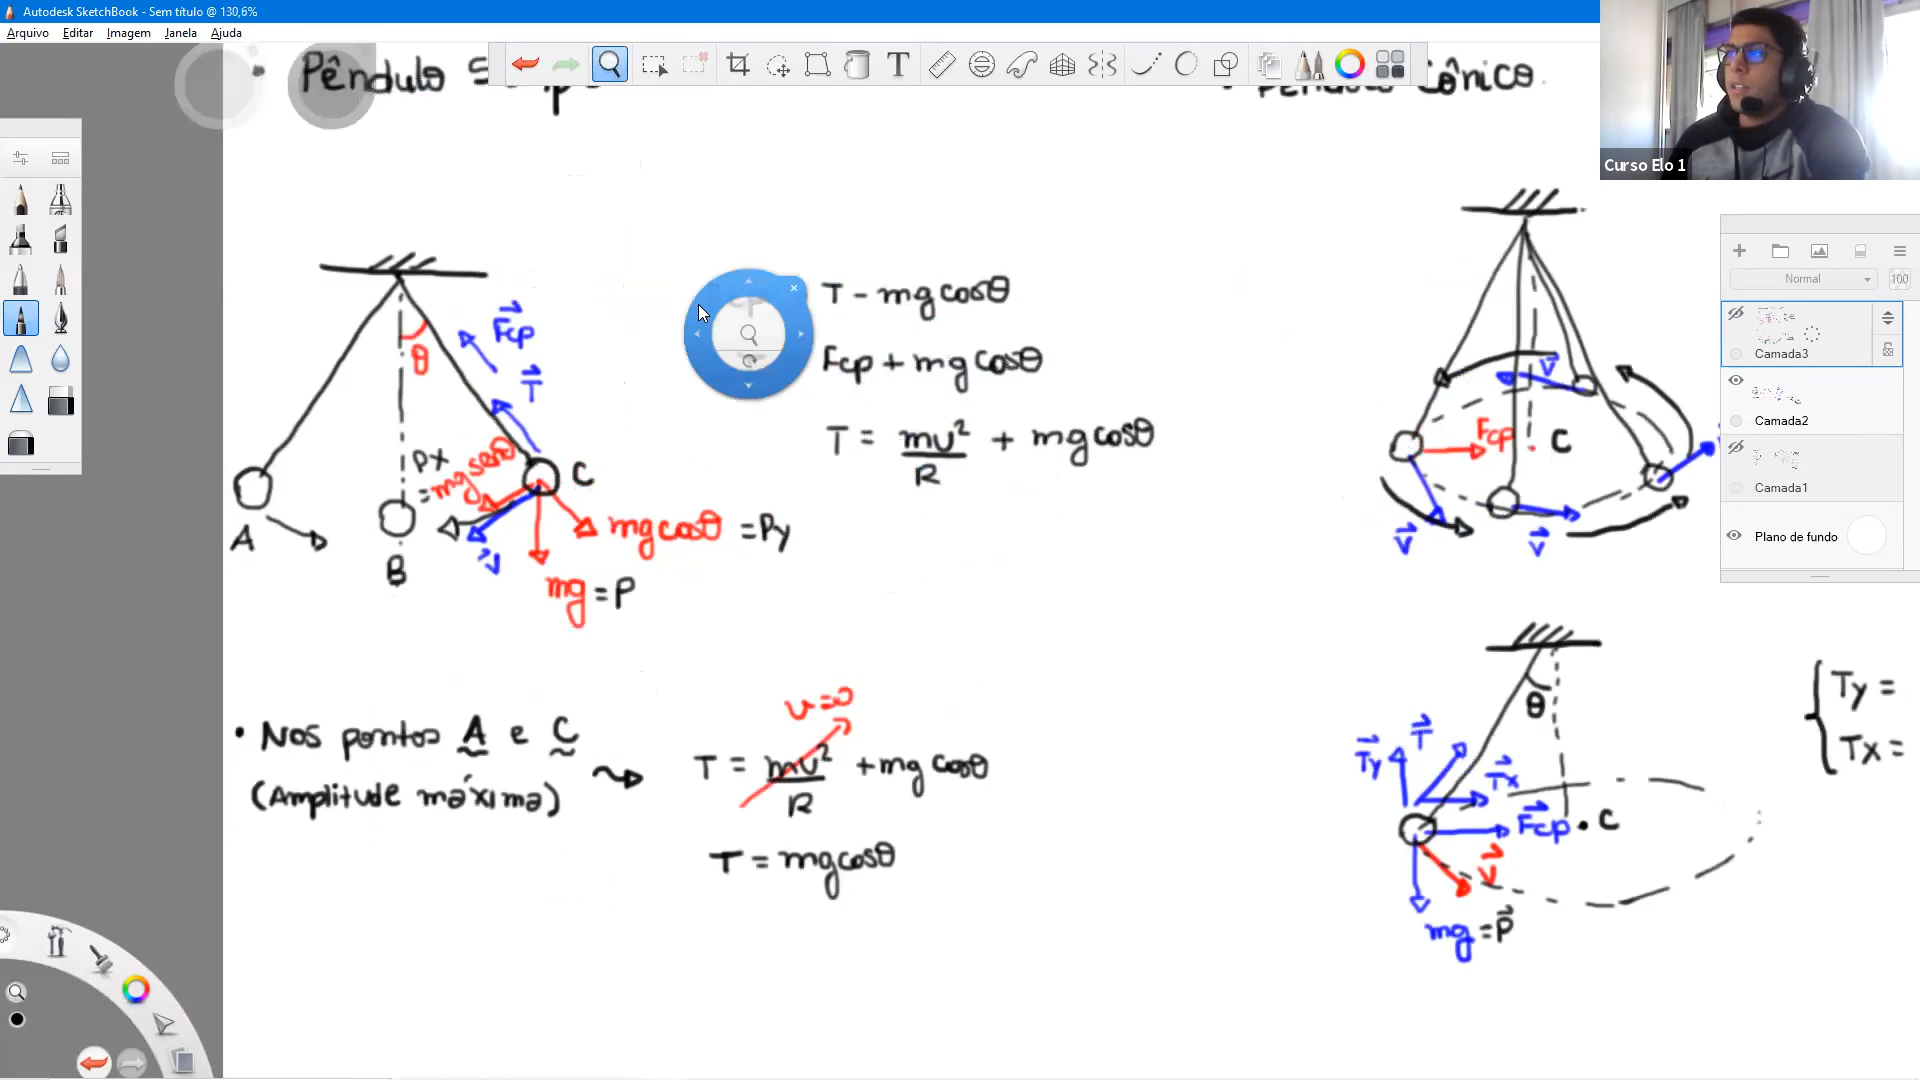 Autodesk SketchBook - Sem título @ 130,6%
Arquivo Editar Imagem Janela Ajuda
Pêndulo
Cônico
Curso Elo 1
Normal 100
Camada3
Camada2
Camada1
Plano de fundo
θ
Fcp
T
Px = mg senθ
A
B
C
V
mg cosθ = Py
mg = P
T - mg cosθ
Fcp + mg cosθ
T = mv²/R + mg cosθ
• Nos pontos A e C
(Amplitude máxima)
v=0
T = mv²/R + mg cosθ
T = mg cosθ
V
Fcp
C
V
V
θ
Ty
T
Tx
Fcp
C
V
mg = P
Ty =
Tx =